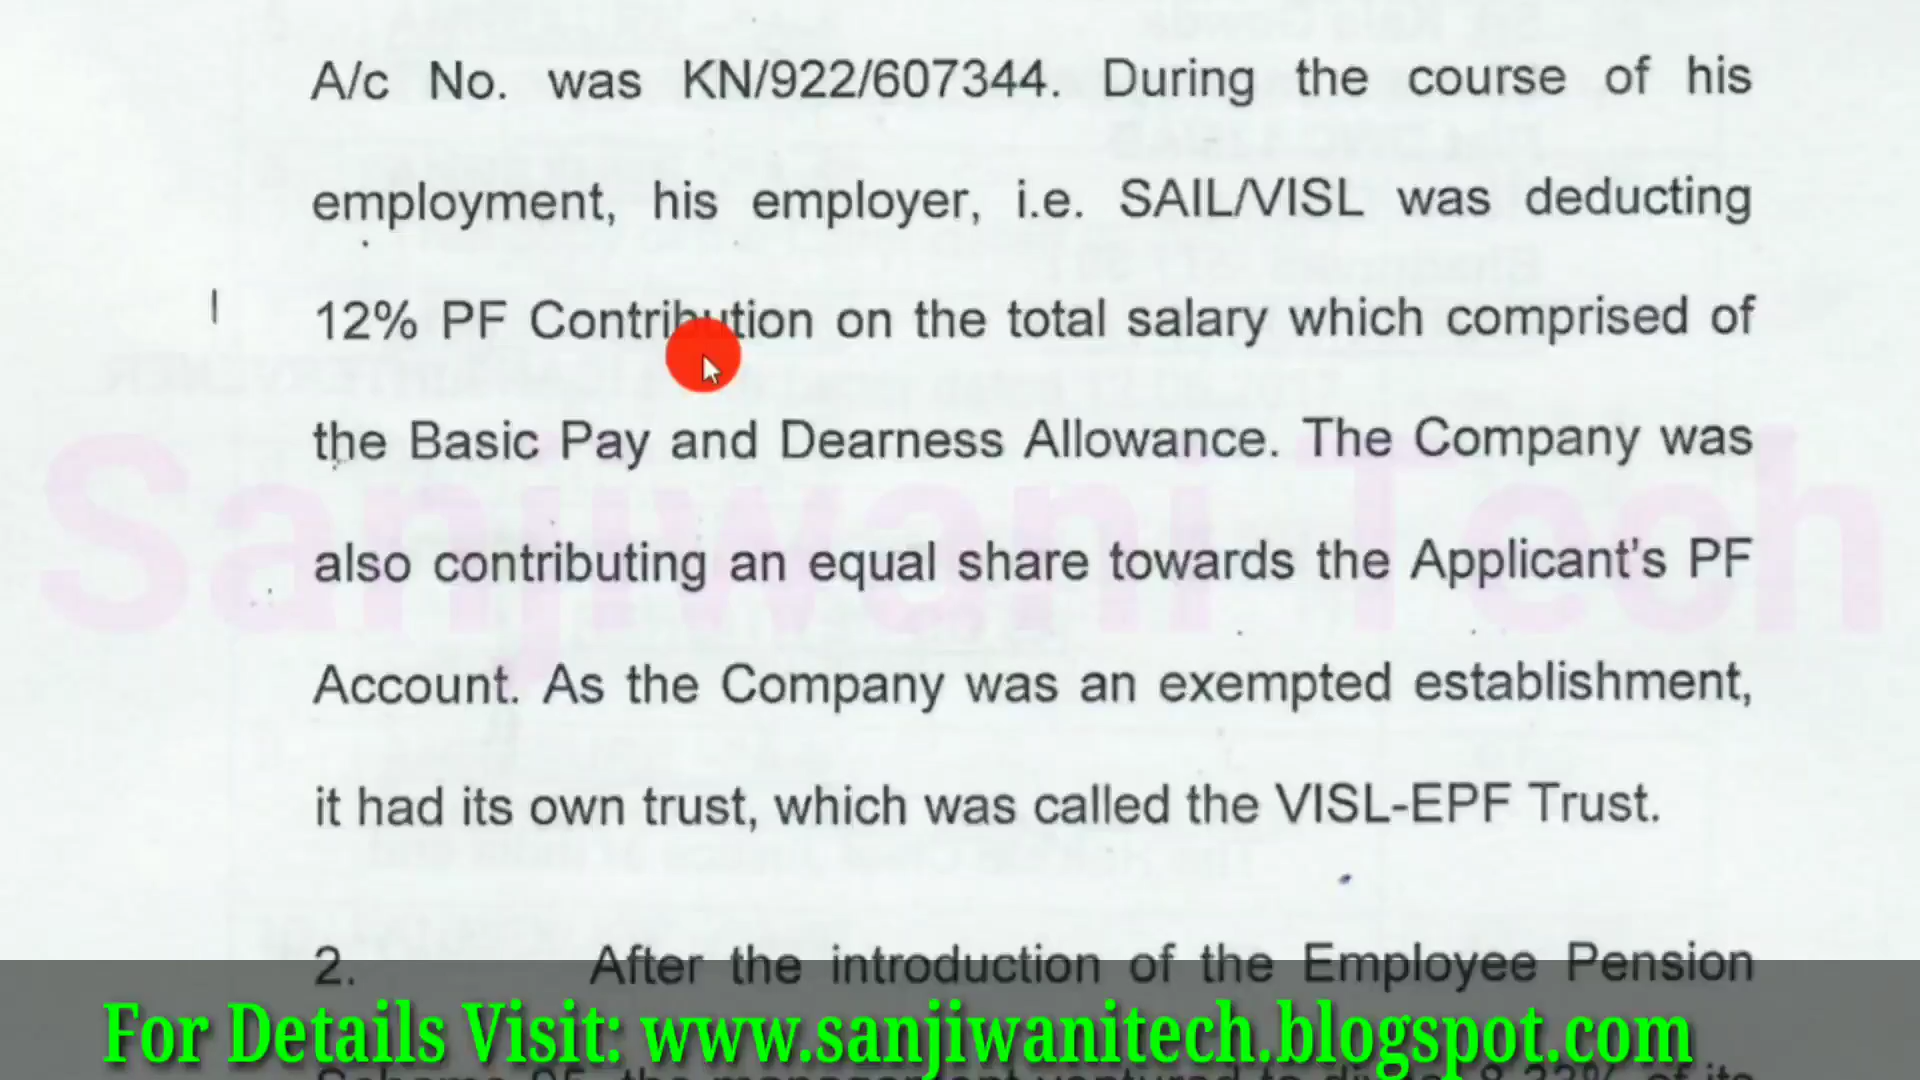 A/c No. was KN/922/607344. During the course of his
employment, his employer, i.e. SAIL/VISL was deducting
12% PF Contribution on the total salary which comprised of
the Basic Pay and Dearness Allowance. The Company was
also contributing an equal share towards the Applicant's PF
Account. As the Company was an exempted establishment,
it had its own trust, which was called the VISL-EPF Trust.
2. After the introduction of the Employee Pension
For Details Visit: www.sanjiwanitech.blogspot.com
Sanjiwani Tech